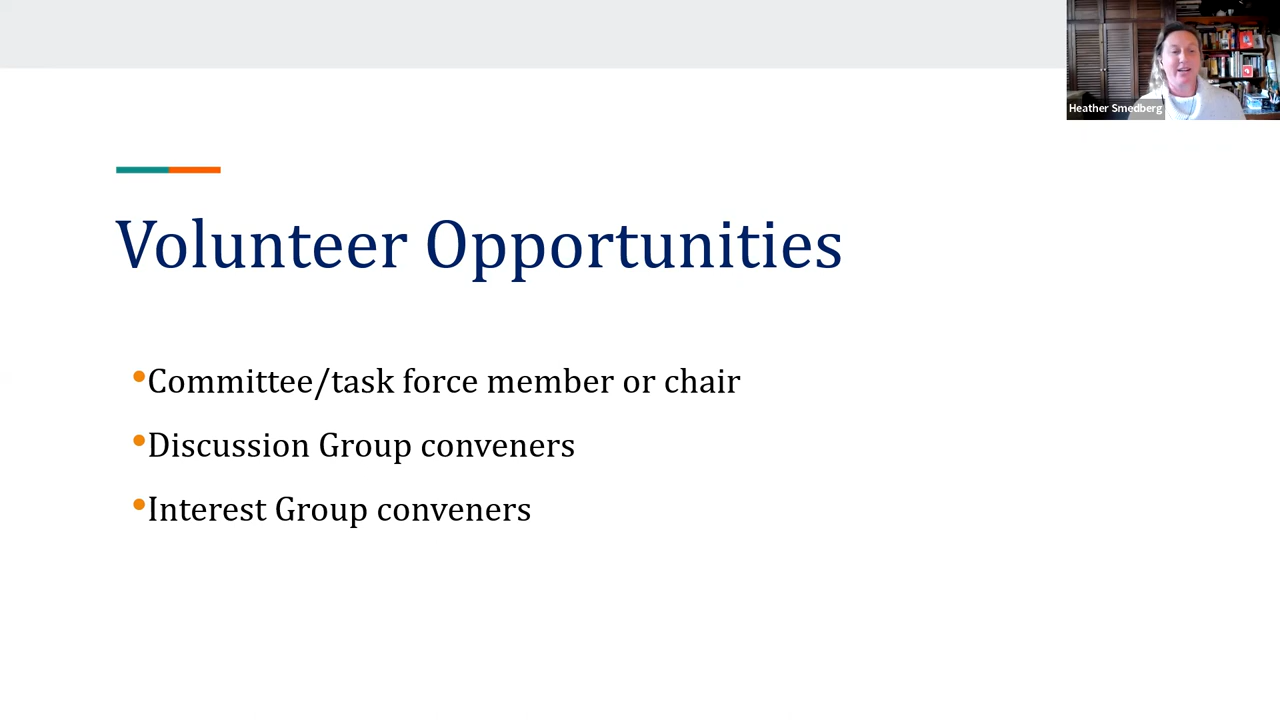 Heather Smedberg
Volunteer Opportunities
•Committee/task force member or chair
•Discussion Group conveners
•Interest Group conveners